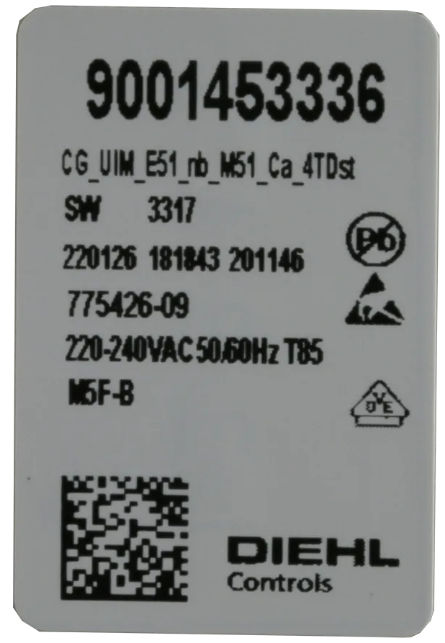 9001453336
CG_UIM_E51_nb_M51_Ca_4TDst
SW 3317
Pb
220126 181843 201146
775426-09
220-240VAC 50/60Hz T85
M5F-B
VDE
DIEHL
Controls